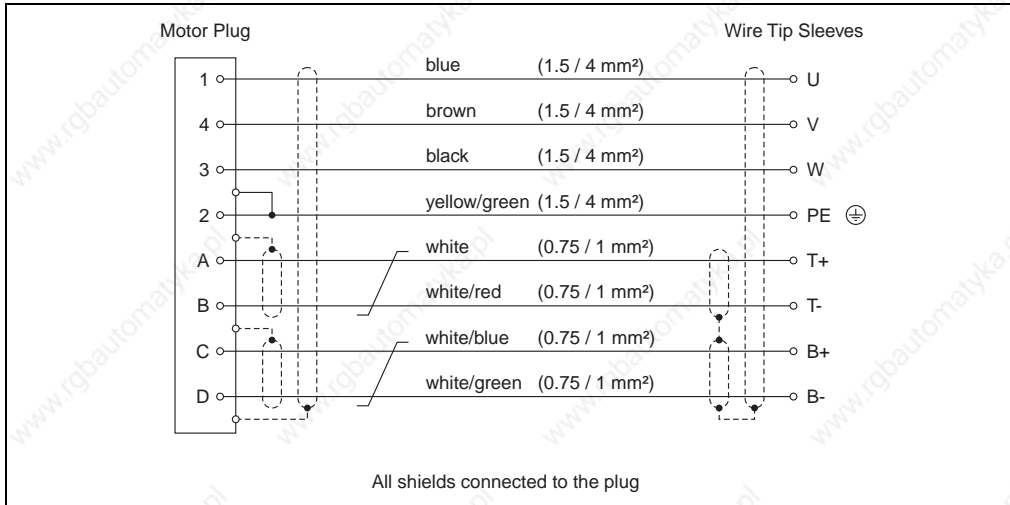 Motor Plug Wire Tip Sleeves
1 blue (1.5 / 4 mm²) U
4 brown (1.5 / 4 mm²) V
3 black (1.5 / 4 mm²) W
2 yellow/green (1.5 / 4 mm²) PE
A white (0.75 / 1 mm²) T+
B white/red (0.75 / 1 mm²) T-
C white/blue (0.75 / 1 mm²) B+
D white/green (0.75 / 1 mm²) B-
All shields connected to the plug
www.rgbautomatyka.pl